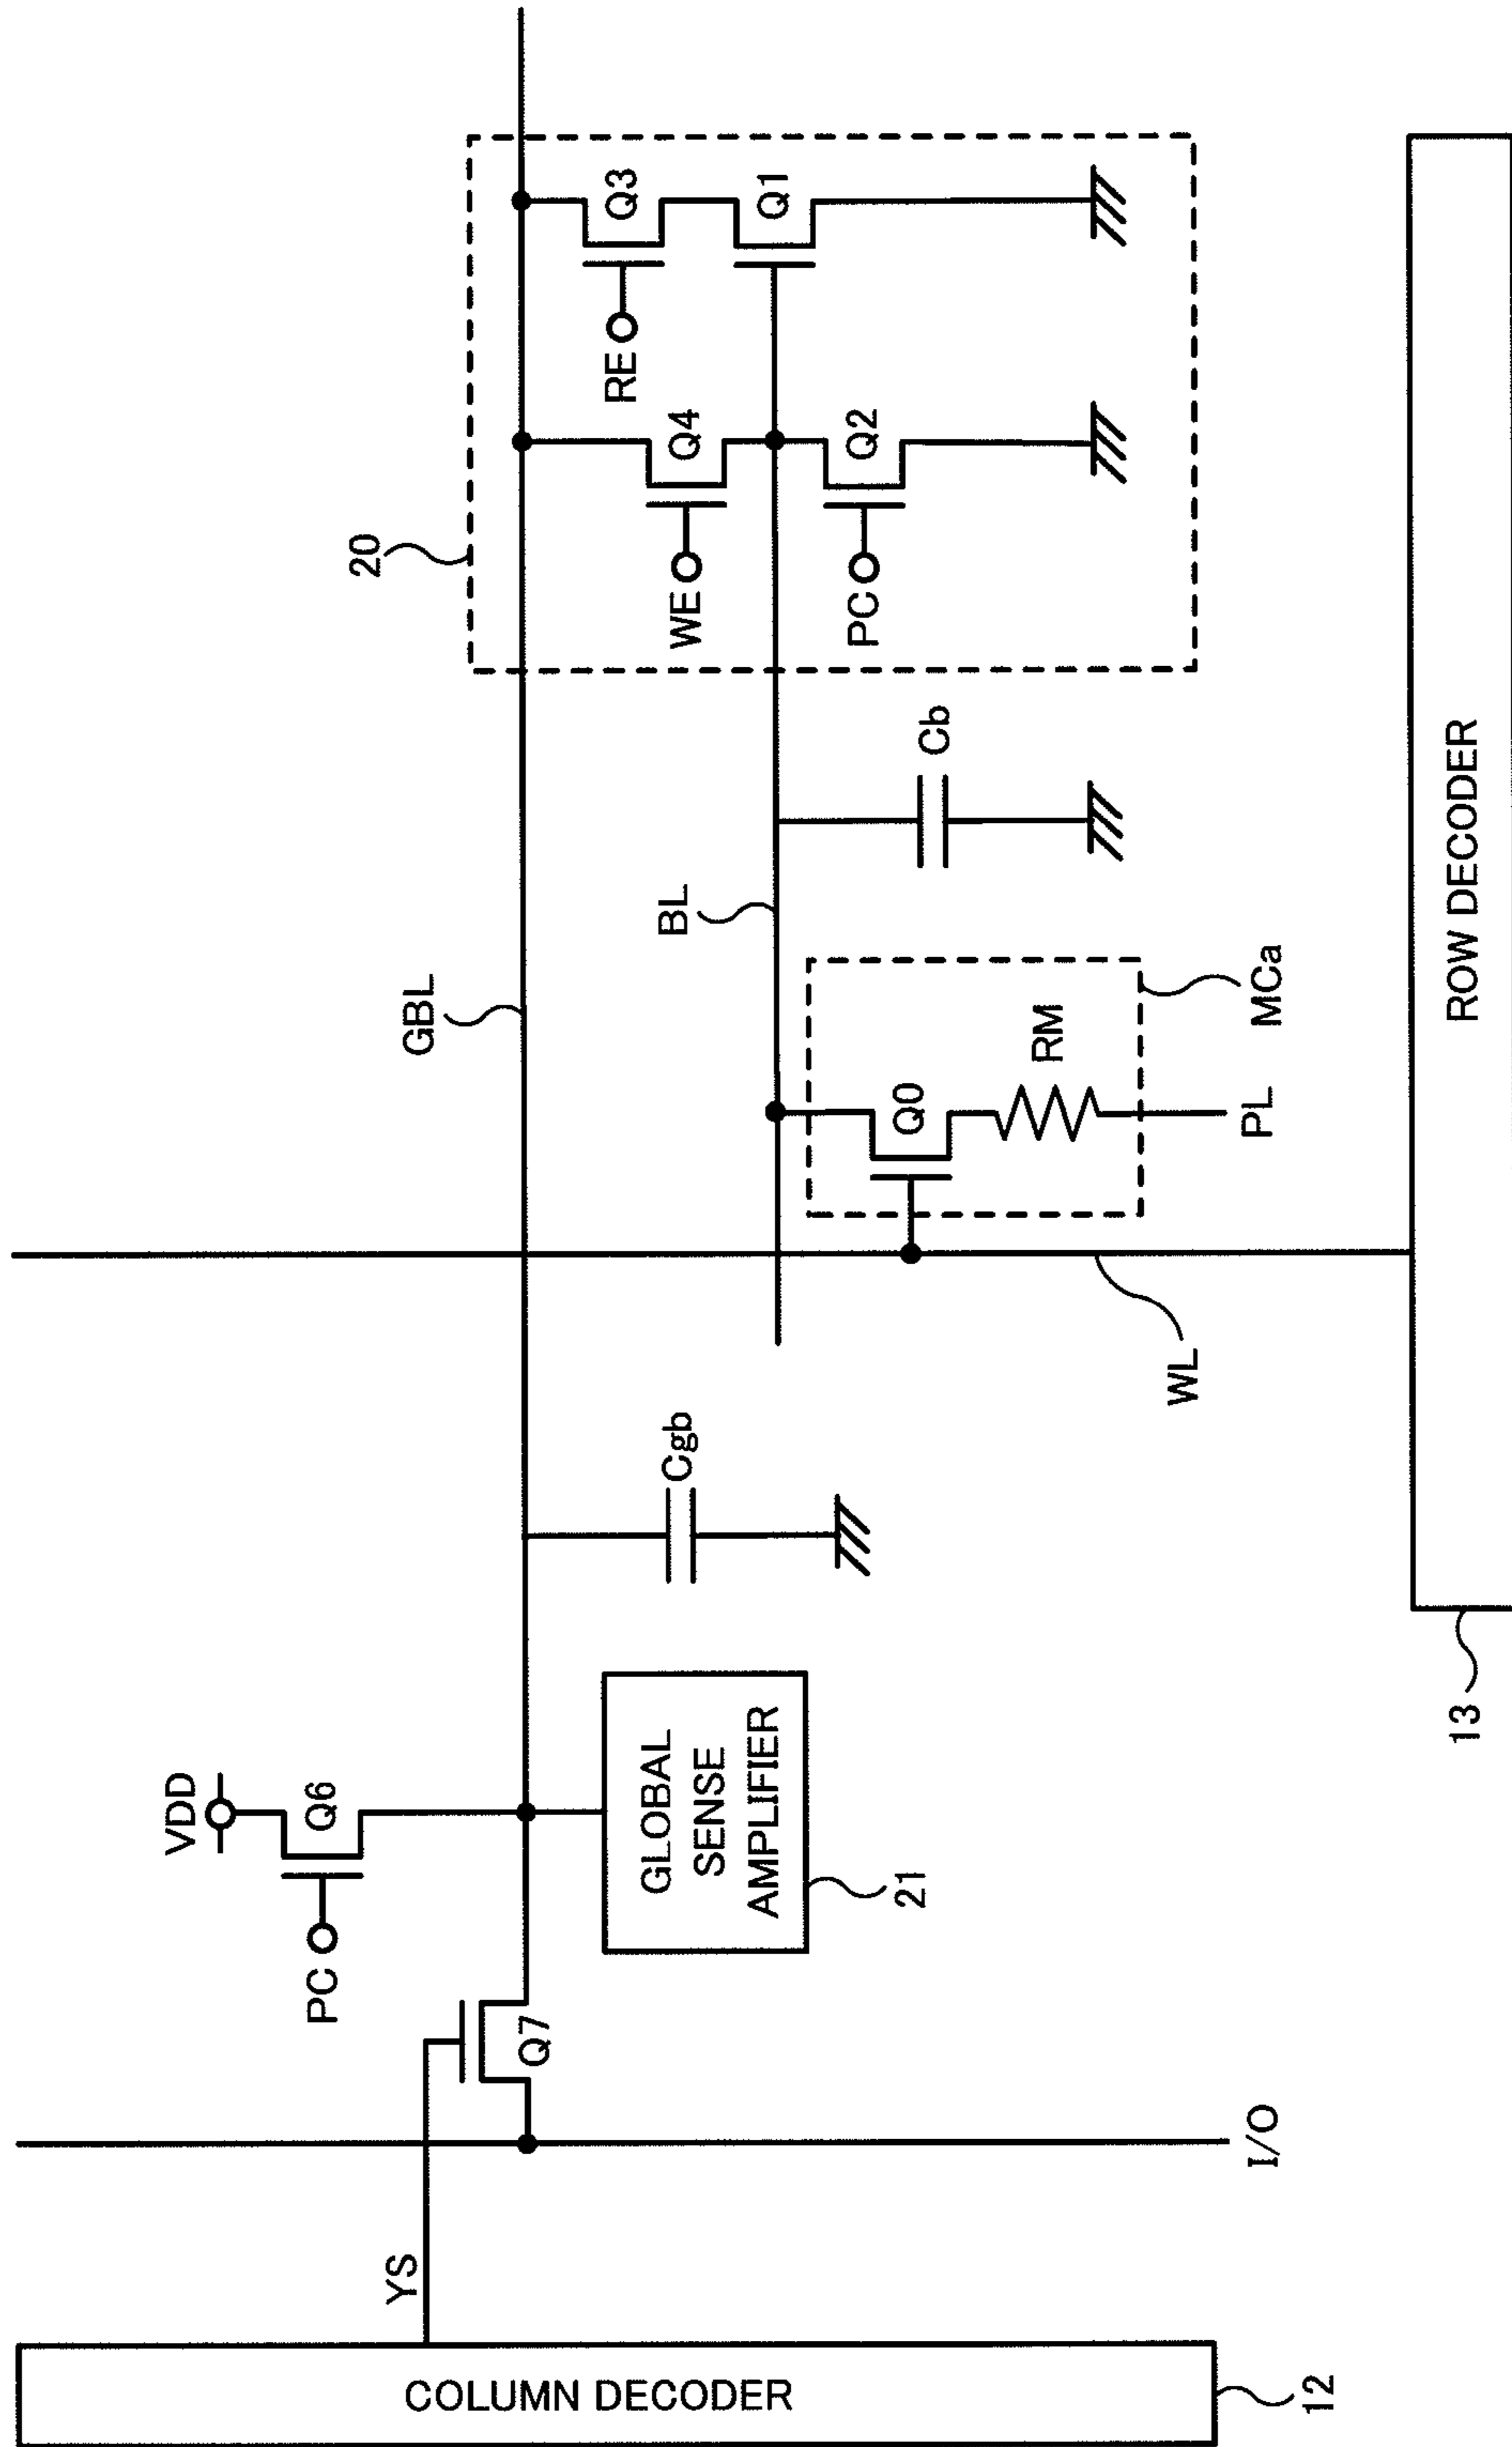 COLUMN DECODER
12
YS
I/O
Q7
PC
VDD
Q6
GLOBAL
SENSE
AMPLIFIER
21
Cgb
GBL
BL
WL
Q0
RM
PL
MCa
Cb
20
WE
Q4
PC
Q2
RE
Q3
Q1
ROW DECODER
13